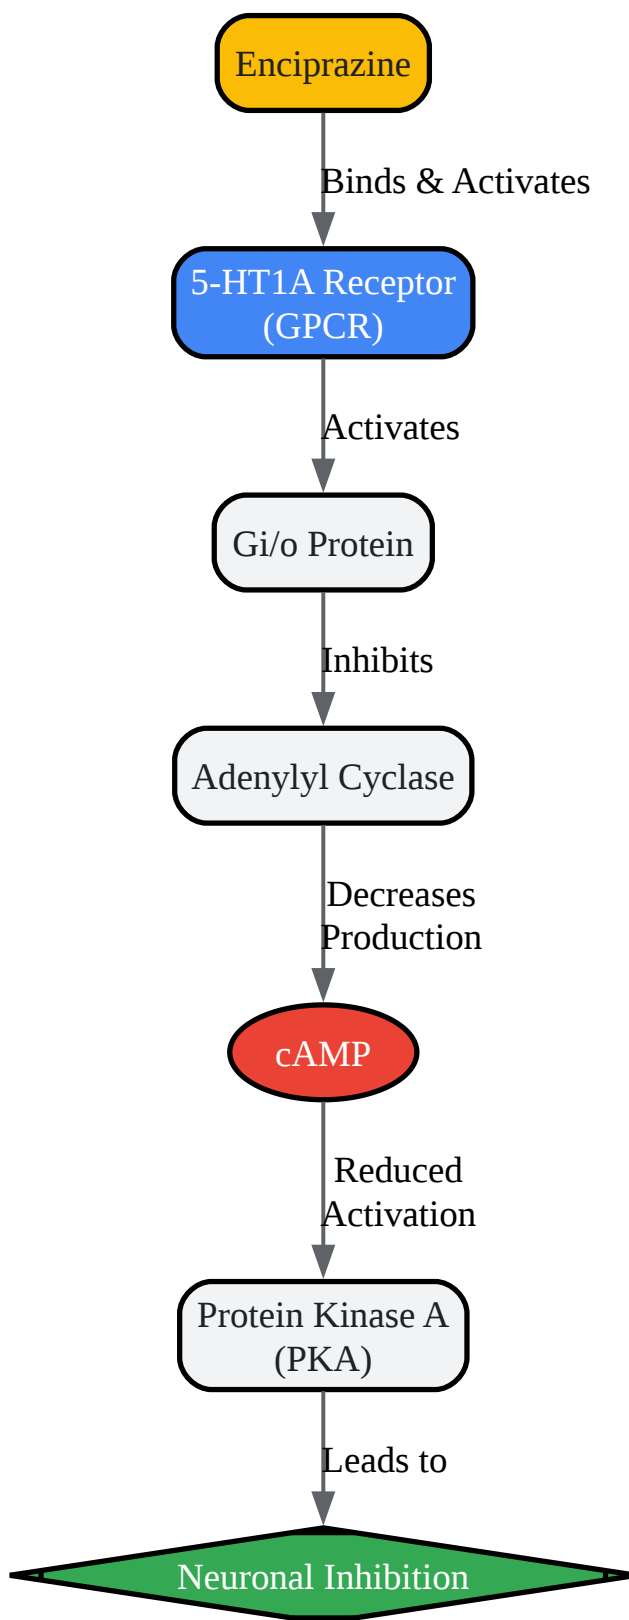 Enciprazine
Binds & Activates
5-HT1A Receptor
(GPCR)
Activates
Gi/o Protein
Inhibits
Adenylyl Cyclase
Decreases
Production
cAMP
Reduced
Activation
Protein Kinase A
(PKA)
Leads to
Neuronal Inhibition